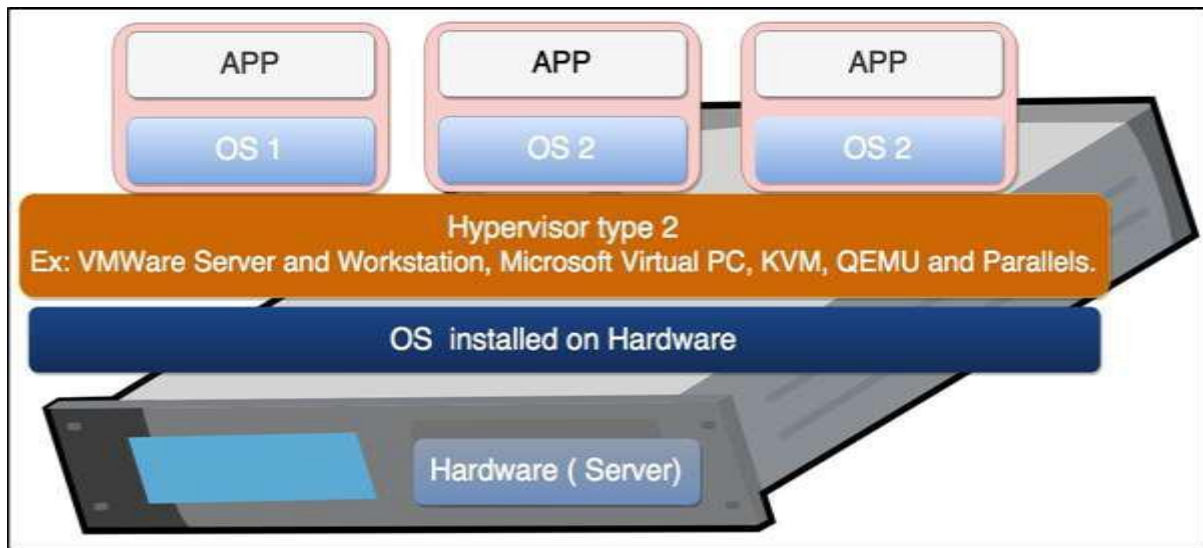 APP
APP
APP
OS 1
OS 2
OS 2
Hypervisor type 2
Ex: VMWare Server and Workstation, Microsoft Virtual PC, KVM, QEMU and Parallels.
OS installed on Hardware
Hardware ( Server)